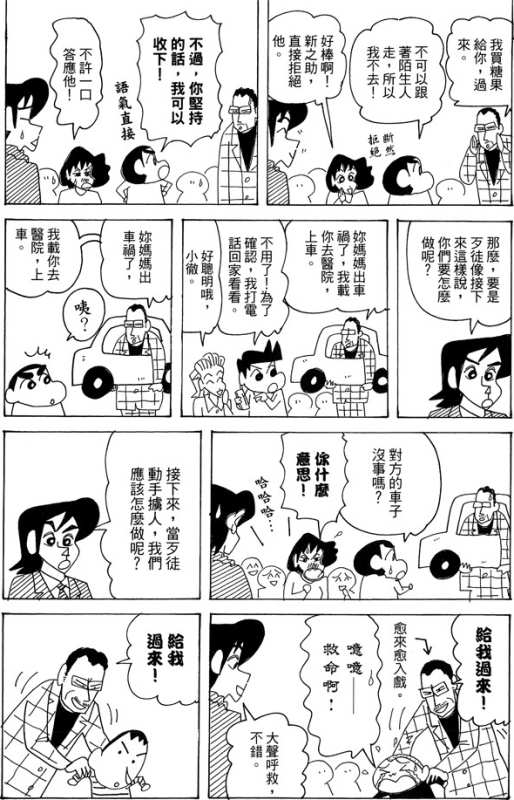 我買糖果
給你，過
來。
不可以跟
著陌生人
走，所以
我不去！
斷然
拒絕
好棒啊！
新之助，
直接拒絕
他。
不過，你堅持
的話，我可以
收下！
語氣直接
不許一口
答應他！
那麼，要是
歹徒像接下
來這樣說，
你們要怎麼
做呢？
妳媽媽出車
禍了，我載
你去醫院，
上車。
不用了！為了
確認，我打電
話回家看看。
好聰明哦，
小徹。
妳媽媽出
車禍了，
我載你去
醫院，上
車。
咦？
對方的車子
沒事嗎？
你什麼
意思！
哈哈哈…
接下來，當歹徒
動手擄人，我們
應該怎麼做呢？
給我
過來！
愈來愈入戲。
噫噫——
救命啊！
大聲呼救，
不錯。
給我
過來！